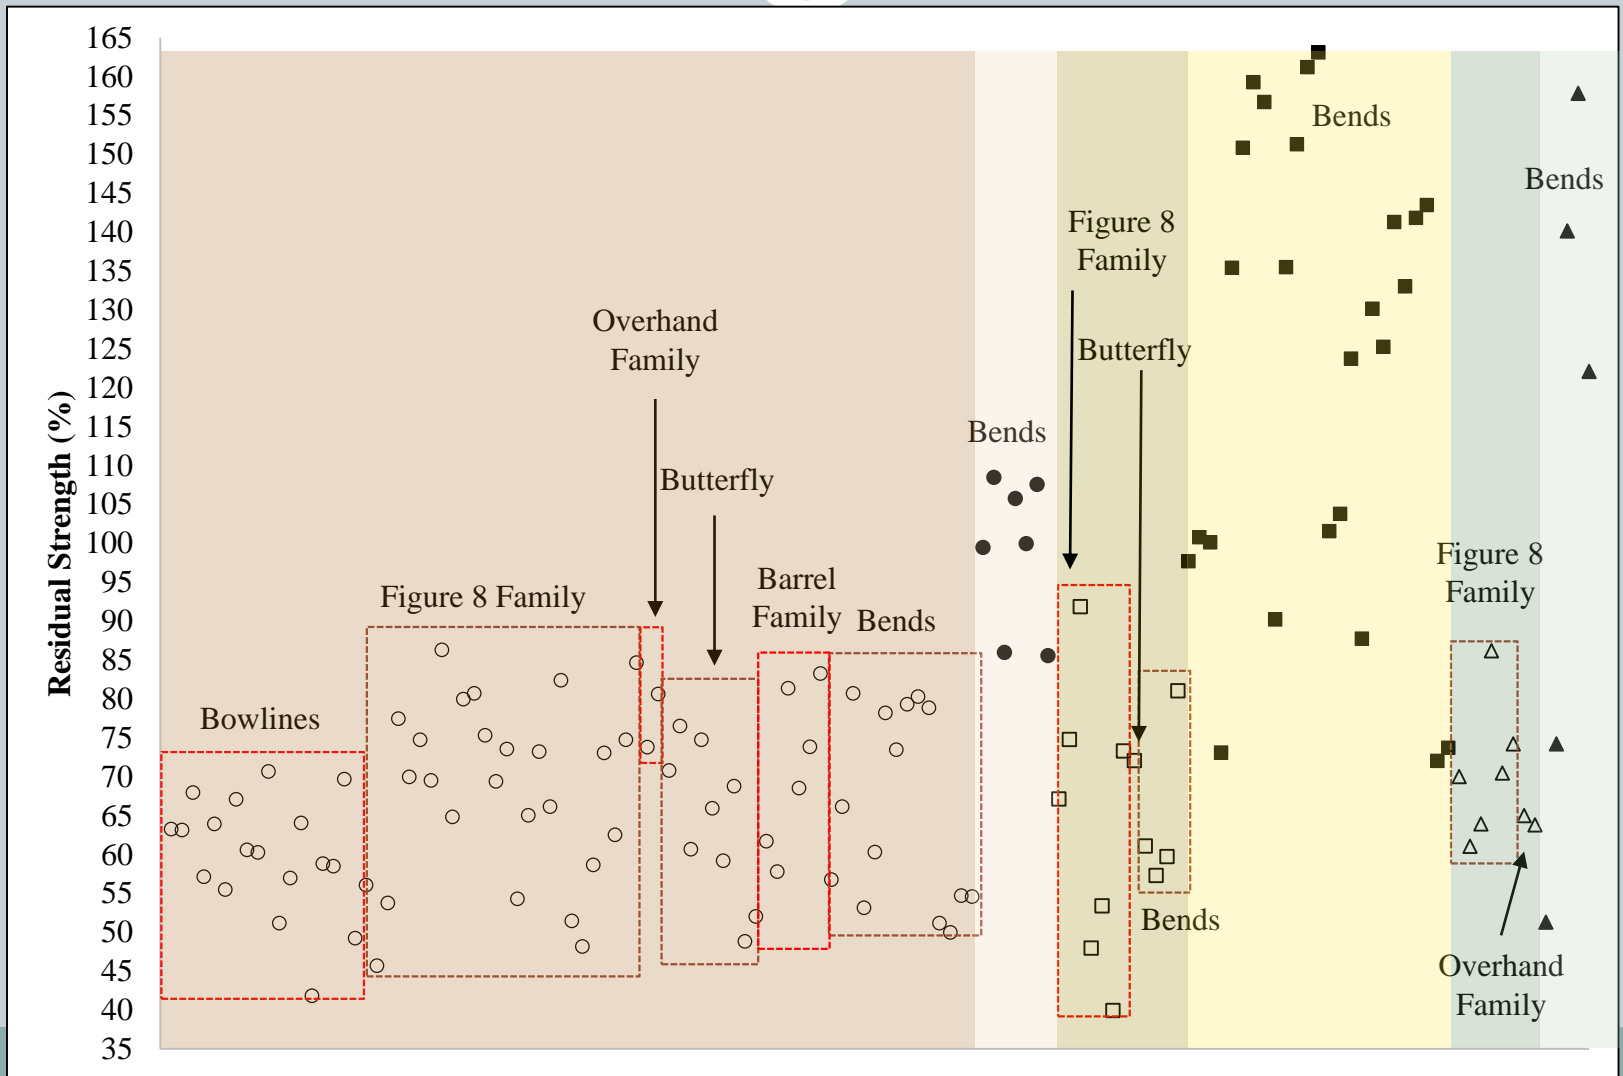 165
160
155
150
145
140
135
130
125
120
115
110
105
100
95
90
85
80
75
70
65
60
55
50
45
40
35
Residual Strength (%)
Bowlines
Figure 8 Family
Overhand
Family
Butterfly
Barrel
Family
Bends
Bends
Figure 8
Family
Butterfly
Bends
Bends
Figure 8
Family
Overhand
Family
Bends